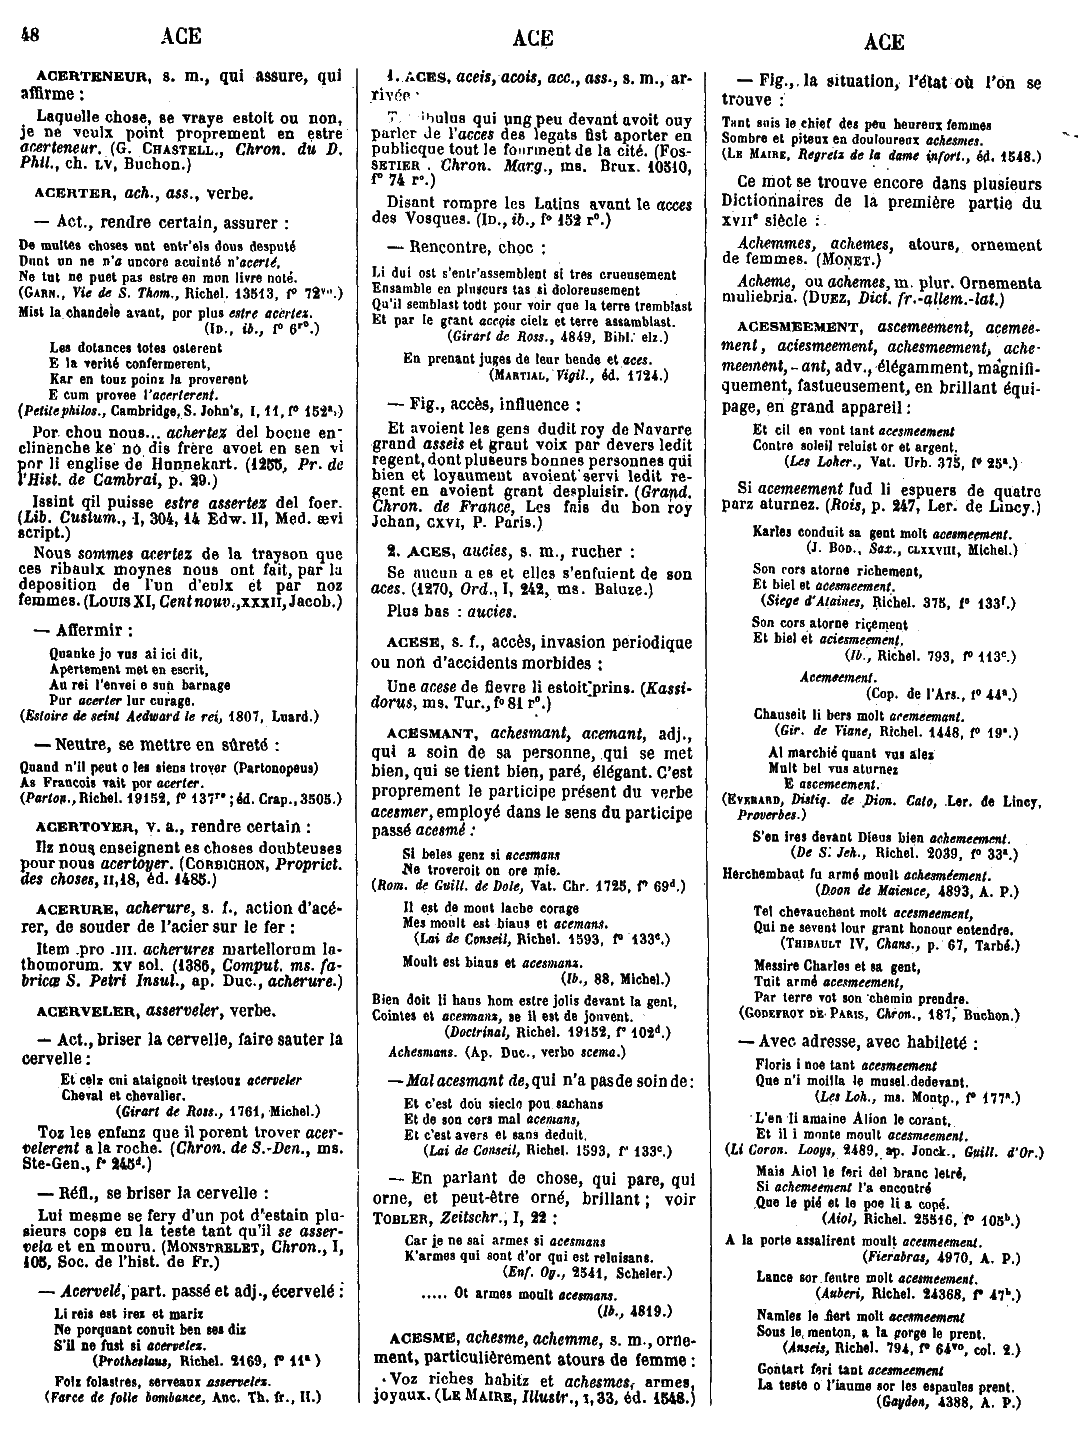 48 ACE ACE ACE
ACERTENEUR, s. m., qui assure, qui
affirme :
Laquelle chose, se vraye estoit ou non,
je ne veulx point proprement en estre
acerteneur. (G. CHASTELL., Chron. du D.
Phil., ch. LV, Buchon.)
ACERTER, ach., ass., verbe.
— Act., rendre certain, assurer :
De multes choses unt entr'els dous desputé
Dunt un ne n'a uncore acuinté n'acerté,
Ne tut ne puet pas estre en mun livre noté.
(GARN., Vie de S. Thom., Richel. 13513, f° 72v°.)
Mist la chandele avant, por plus estre acertez.
(ID., ib., f° 6r°.)
Les dotances totes osterent
E la verité confermerent,
Kar en touz poinz la proverent
E cum provee l'acerterent.
(Petite philos., Cambridge, S. John's, I, 11, f° 152a.)
Por chou nous... achertez del bocue en-
clinenche ke no dis frère avoet en sen vi
por li englise de Hunnekart. (1255, Pr. de
l'Hist. de Cambrai, p. 29.)
Issint qil puisse estre assertez del foer.
(Lib. Custum., I, 304, 14 Edw. II, Med. ævi
script.)
Nous sommes acertez de la trayson que
ces ribaulx moynes nous ont fait, par la
deposition de l'un d'eulx et par noz
femmes. (LOUIS XI, Cent nouv., XXXII, Jacob.)
— Affermir :
Quanke jo vus ai ici dit,
Apertement met en escrit,
Au rei l'envei e sun barnage
Pur acerter lur curage.
(Estoire de seint Aedward le rei, 1807, Luard.)
— Neutre, se mettre en sûreté :
Quand n'il peut o les siens trover (Partonopeus)
As Francois vait por acerter.
(Parton., Richel. 19152, f° 137r° ; éd. Crap., 3505.)
ACERTOYER, v. a., rendre certain :
Ilz nous enseignent es choses doubteuses
pour nous acertoyer. (CORBICHON, Propriet.
des choses, II, 18, éd. 1485.)
ACERURE, acherure, s. f., action d'acé-
rer, de souder de l'acier sur le fer :
Item pro .III. acherures martellorum la-
thomorum. XV sol. (1386, Comput. ms. fa-
bricæ S. Petri Insul., ap. Duc., acherure.)
ACERVELER, asserveler, verbe.
— Act., briser la cervelle, faire sauter la
cervelle :
Et celz cui ataignoit trestouz acerveler
Cheval et chevalier.
(Girart de Ross., 1761, Michel.)
Toz les enfanz que il porent trover acer-
velerent a la roche. (Chron. de S.-Den., ms.
Ste-Gen., f° 245d.)
— Réfl., se briser la cervelle :
Lui mesme se fery d'un pot d'estain plu-
sieurs cops en la teste tant qu'il se asser-
vela et en mouru. (MONSTRELET, Chron., I,
105, Soc. de l'hist. de Fr.)
— Acervelé, part. passé et adj., écervelé :
Li reis est irez et mariz
Ne porquant conuit ben ses diz
S'il ne fust si acervelez.
(Protheslaus, Richel. 2169, f° 11a)
Folz folastres, serveaux asservelez.
(Farce de folle bombance, Anc. Th. fr., II.)
1. ACES, aceis, acois, acc., ass., s. m., ar-
rivée :
qui ung peu devant avoit ouy
parler de l'acces des legats fist aporter en
publicque tout le fourment de la cité. (FOS-
SETIER, Chron. Marg., ms. Brux. 10510,
f° 74 r°.)
Disant rompre les Latins avant le acces
des Vosques. (ID., ib., f° 152 r°.)
— Rencontre, choc :
Li dui ost s'entr'assemblent si tres crueusement
Ensamble en pluseurs tas si doloreusement
Qu'il semblast tout pour voir que la terre tremblast
Et par le grant accois cielz et terre assamblast.
(Girart de Ross., 4849, Bibl. elz.)
En prenant juges de leur bende et aces.
(MARTIAL, Vigil., éd. 1724.)
— Fig., accès, influence :
Et avoient les gens dudit roy de Navarre
grand asseis et graut voix par devers ledit
regent, dont pluseurs bonnes personnes qui
bien et loyaument avoient servi ledit re-
gent en avoient grant despluisir. (Grand.
Chron. de France, Les fais du bon roy
Jehan, CXVI, P. Paris.)
2. ACES, aucies, s. m., rucher :
Se aucun a es et elles s'enfuient de son
aces. (1270, Ord., I, 242, ms. Baluze.)
Plus bas : aucies.
ACESE, s. f., accès, invasion periodique
ou non d'accidents morbides :
Une acese de fievre li estoit prins. (Kassi-
dorus, ms. Tur., f° 81 r°.)
ACESMANT, achesmant, acemant, adj.,
qui a soin de sa personne, qui se met
bien, qui se tient bien, paré, élégant. C'est
proprement le participe présent du verbe
acesmer, employé dans le sens du participe
passé acesmé :
Si beles genz si acesmans
Ne troveroit on ore mie.
(Rom. de Guill. de Dole, Vat. Chr. 1725, f° 69d.)
Il est de mout lache corage
Mes moult est biaus et acemans.
(Lai de Conseil, Richel. 1593, f° 133c.)
Moult est biaus et acesmanz.
(Ib., 88, Michel.)
Bien doit li hans hom estre jolis devant la gent,
Cointes et acesmanz, se il est de jouvent.
(Doctrinal, Richel. 19152, f° 102d.)
Achesmans. (Ap. Duc., verbo scema.)
— Mal acesmant de, qui n'a pas de soin de :
Et c'est dou siecle pou sachans
Et de son cors mal acemans,
Et c'est avers et sans deduit.
(Lai de Conseil, Richel. 1593, f° 133c.)
— En parlant de chose, qui pare, qui
orne, et peut-être orné, brillant ; voir
TOBLER, Zeitschr., I, 22 :
Car je ne sai armes si acesmans
K'armes qui sont d'or qui est reluisans.
(Enf. Og., 2541, Scheler.)
..... Ot armes moult acesmans.
(Ib., 4819.)
ACESME, achesme, achemme, s. m., orne-
ment, particulièrement atours de femme :
Voz riches habitz et achesmes, armes,
joyaux. (LE MAIRE, Illustr., I, 33, éd. 1548.)
— Fig., la situation, l'état où l'on se
trouve :
Tant suis le chief des peu heureux femmes
Sombre et piteux en douloureux achesmes.
(LE MAIRE, Regretz de la dame infort., éd. 1548.)
Ce mot se trouve encore dans plusieurs
Dictionnaires de la première partie du
XVIIe siècle :
Achemmes, achemes, atours, ornement
de femmes. (MONET.)
Acheme, ou achemes, m. plur. Ornementa
muliebria. (DUEZ, Dict. fr.-allem.-lat.)
ACESMEEMENT, ascemeement, acemee-
ment, aciesmeement, achesmeement, ache-
meement, - ant, adv., élégamment, magnifi-
quement, fastueusement, en brillant équi-
page, en grand appareil :
Et cil en vont tant acesmeement
Contre soleil reluist or et argent.
(Les Loher., Vat. Urb. 375, f° 25a.)
Si acemeement fud li espuers de quatre
parz aturnez. (Rois, p. 247, Ler. de Lincy.)
Karles conduit sa gent molt acesmeement.
(J. BOD., Sax., CLXXVIII, Michel.)
Son cors atorne richement,
Et biel et acesmeement.
(Siege d'Ataines, Richel. 375, f° 133f.)
Son cors atorne ricement
Et biel et aciesmeement.
(Ib., Richel. 793, f° 113c.)
Acemeement.
(Cop. de l'Ars., f° 44a.)
Chauseit li bers molt acemeemant.
(Gir. de Viane, Richel. 1448, f° 19a.)
Al marchié quant vus alez
Mult bel vus aturnez
E ascemeement.
(EVERARD, Distiq. de Dion. Cato, Ler. de Lincy,
Proverbes.)
S'en ires devant Dieus bien achemeement.
(De S. Jeh., Richel. 2039, f° 33a.)
Herchembaut fu armé moult achesméement.
(Doon de Maience, 4893, A. P.)
Tel chevauchent molt acesmeement,
Qui ne sevent lour grant honour entendre.
(THIBAULT IV, Chans., p. 67, Tarbé.)
Messire Charles et sa gent,
Tuit armé acesmeement,
Par terre vot son chemin prendre.
(GODEFROY DE PARIS, Chron., 187, Buchon.)
— Avec adresse, avec habileté :
Floris i noe tant acesmeement
Que n'i moilla le musel dedevant.
(Les Loh., ms. Montp., f° 177a.)
L'en li amaine Alion le corant,
Et il i monte moult acesmeement.
(Li Coron. Looys, 2489, ap. Jonck., Guill. d'Or.)
Mais Aiol le feri del branc letré,
Si achemeement l'a encontré
Que le pié et le poe li a copé.
(Aiol, Richel. 25516, f° 105b.)
A la porte assalirent moult acesmeement.
(Fierabras, 4970, A. P.)
Lance sor feutre molt acesmeement.
(Auberi, Richel. 24368, f° 47b.)
Namles le fiert molt acesmeement
Sous le menton, a la gorge le prent.
(Anseis, Richel. 794, f° 64vo, col. 2.)
Gontart feri tant acesmeement
La teste o l'iaume sor les espaules prent.
(Gaydon, 4388, A. P.)